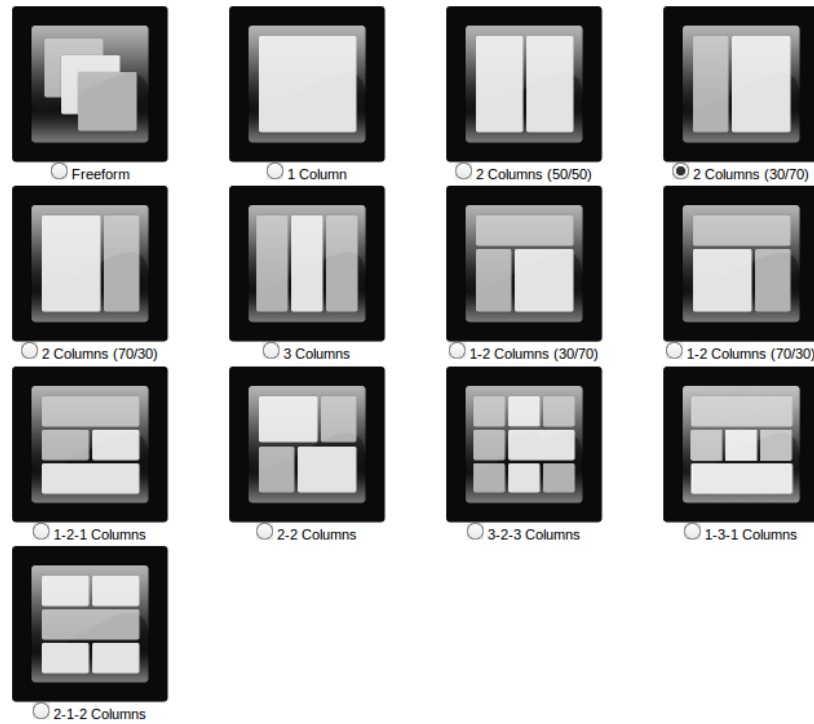 Freeform
1 Column
2 Columns (50/50)
2 Columns (30/70)
2 Columns (70/30)
3 Columns
1-2 Columns (30/70)
1-2 Columns (70/30)
1-2-1 Columns
2-2 Columns
3-2-3 Columns
1-3-1 Columns
2-1-2 Columns